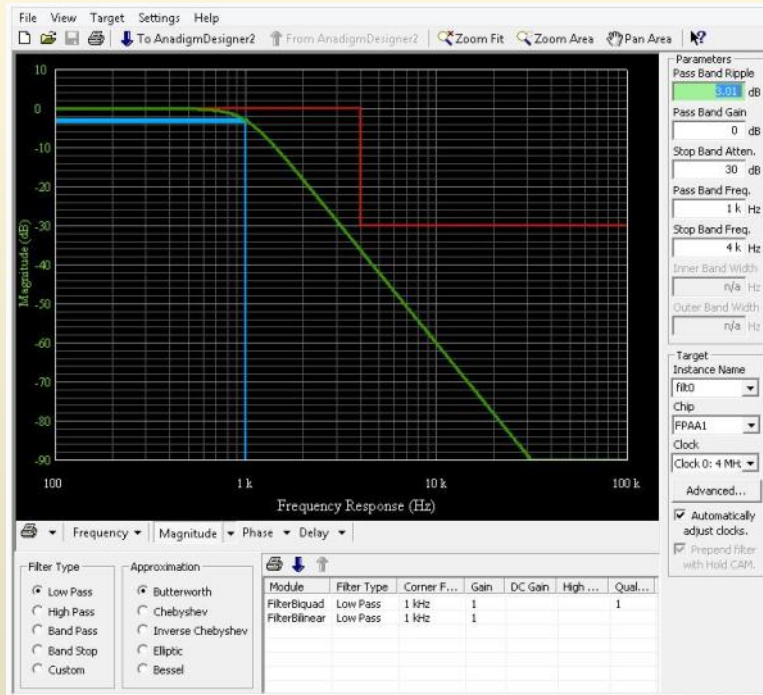 File View Target Settings Help
To AnadigmDesigner2 From AnadigmDesigner2 Zoom Fit Zoom Area Pan Area
10
0
-10
-20
-30
-40
-50
-60
-70
-80
-90
Magnitude (dB)
100 1 k 10 k 100 k
Frequency Response (Hz)
Parameters
Pass Band Ripple
3.01 dB
Pass Band Gain
0 dB
Stop Band Atten.
30 dB
Pass Band Freq.
1 k Hz
Stop Band Freq.
4 k Hz
Inner Band Width
n/a Hz
Outer Band Width
n/a Hz
Target
Instance Name
filt0
Chip
FPAA1
Clock
Clock 0: 4 MH
Advanced...
Automatically
adjust clocks.
Prepend filter
with Hold CAM.
Frequency Magnitude Phase Delay
Filter Type
Low Pass
High Pass
Band Pass
Band Stop
Custom
Approximation
Butterworth
Chebyshev
Inverse Chebyshev
Elliptic
Bessel
Module Filter Type Corner F... Gain DC Gain High ... Qual...
FilterBiquad Low Pass 1 kHz 1 1
FilterBilinear Low Pass 1 kHz 1